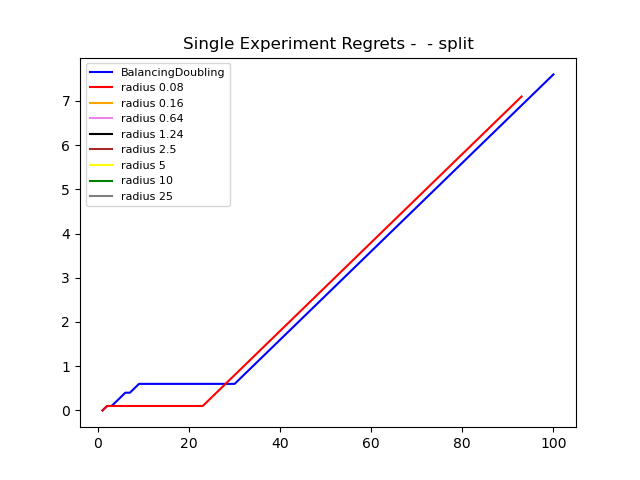 Single Experiment Regrets -  - split
BalancingDoubling
radius 0.08
radius 0.16
radius 0.64
radius 1.24
radius 2.5
radius 5
radius 10
radius 25
7
6
5
4
3
2
1
0
0 20 40 60 80 100